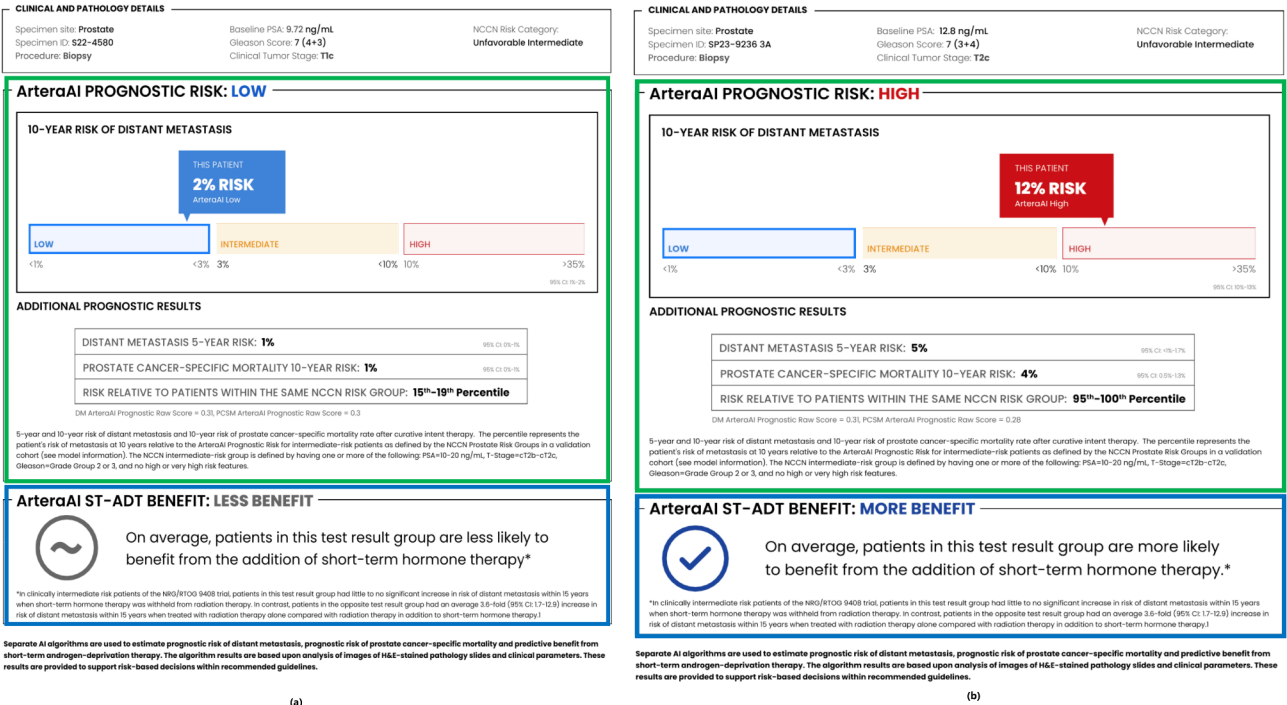 CLINICAL AND PATHOLOGY DETAILS
Specimen site: Prostate
Specimen ID: S22-4580
Procedure: Biopsy
Baseline PSA: 9.72 ng/mL
Gleason Score: 7 (4+3)
Clinical Tumor Stage: T1c
NCCN Risk Category:
Unfavorable Intermediate
ArteraAI PROGNOSTIC RISK: LOW
10-YEAR RISK OF DISTANT METASTASIS
THIS PATIENT
2% RISK
ArteraAI Low
LOW
INTERMEDIATE
HIGH
<1%
<3%
3%
<10%
10%
>35%
95% CI: 1%-2%
ADDITIONAL PROGNOSTIC RESULTS
DISTANT METASTASIS 5-YEAR RISK: 1%
95% CI: 0%-1%
PROSTATE CANCER-SPECIFIC MORTALITY 10-YEAR RISK: 1%
95% CI: 0%-1%
RISK RELATIVE TO PATIENTS WITHIN THE SAME NCCN RISK GROUP: 15th-19th Percentile
DM ArteraAI Prognostic Raw Score = 0.31, PCSM ArteraAI Prognostic Raw Score = 0.3
5-year and 10-year risk of distant metastasis and 10-year risk of prostate cancer-specific mortality rate after curative intent therapy. The percentile represents the
patient's risk of metastasis at 10 years relative to the ArteraAI Prognostic Risk for intermediate-risk patients as defined by the NCCN Prostate Risk Groups in a validation
cohort (see model information). The NCCN intermediate-risk group is defined by having one or more of the following: PSA=10-20 ng/mL, T-Stage=cT2b-cT2c,
Gleason=Grade Group 2 or 3, and no high or very high risk features.
ArteraAI ST-ADT BENEFIT: LESS BENEFIT
On average, patients in this test result group are less likely to
benefit from the addition of short-term hormone therapy*
*In clinically intermediate risk patients of the NRG/RTOG 9408 trial, patients in this test result group had little to no significant increase in risk of distant metastasis within 15 years
when short-term hormone therapy was withheld from radiation therapy. In contrast, patients in the opposite test result group had an average 3.6-fold (95% CI: 1.7-12.9) increase in
risk of distant metastasis within 15 years when treated with radiation therapy alone compared with radiation therapy in addition to short-term hormone therapy.1
Separate AI algorithms are used to estimate prognostic risk of distant metastasis, prognostic risk of prostate cancer-specific mortality and predictive benefit from
short-term androgen-deprivation therapy. The algorithm results are based upon analysis of images of H&E-stained pathology slides and clinical parameters. These
results are provided to support risk-based decisions within recommended guidelines.
(a)
CLINICAL AND PATHOLOGY DETAILS
Specimen site: Prostate
Specimen ID: SP23-9236 3A
Procedure: Biopsy
Baseline PSA: 12.8 ng/mL
Gleason Score: 7 (3+4)
Clinical Tumor Stage: T2c
NCCN Risk Category:
Unfavorable Intermediate
ArteraAI PROGNOSTIC RISK: HIGH
10-YEAR RISK OF DISTANT METASTASIS
THIS PATIENT
12% RISK
ArteraAI High
LOW
INTERMEDIATE
HIGH
<1%
<3%
3%
<10%
10%
>35%
95% CI: 10%-13%
ADDITIONAL PROGNOSTIC RESULTS
DISTANT METASTASIS 5-YEAR RISK: 5%
95% CI: <1%-1.7%
PROSTATE CANCER-SPECIFIC MORTALITY 10-YEAR RISK: 4%
95% CI: 0.5%-1.3%
RISK RELATIVE TO PATIENTS WITHIN THE SAME NCCN RISK GROUP: 95th-100th Percentile
DM ArteraAI Prognostic Raw Score = 0.31, PCSM ArteraAI Prognostic Raw Score = 0.28
5-year and 10-year risk of distant metastasis and 10-year risk of prostate cancer-specific mortality rate after curative intent therapy. The percentile represents the
patient's risk of metastasis at 10 years relative to the ArteraAI Prognostic Risk for intermediate-risk patients as defined by the NCCN Prostate Risk Groups in a validation
cohort (see model information). The NCCN intermediate-risk group is defined by having one or more of the following: PSA=10-20 ng/mL, T-Stage=cT2b-cT2c,
Gleason=Grade Group 2 or 3, and no high or very high risk features.
ArteraAI ST-ADT BENEFIT: MORE BENEFIT
On average, patients in this test result group are more likely
to benefit from the addition of short-term hormone therapy.*
*In clinically intermediate risk patients of the NRG/RTOG 9408 trial, patients in this test result group had little to no significant increase in risk of distant metastasis within 15 years
when short-term hormone therapy was withheld from radiation therapy. In contrast, patients in the opposite test result group had an average 3.6-fold (95% CI: 1.7-12.9) increase in
risk of distant metastasis within 15 years when treated with radiation therapy alone compared with radiation therapy in addition to short-term hormone therapy.1
Separate AI algorithms are used to estimate prognostic risk of distant metastasis, prognostic risk of prostate cancer-specific mortality and predictive benefit from
short-term androgen-deprivation therapy. The algorithm results are based upon analysis of images of H&E-stained pathology slides and clinical parameters. These
results are provided to support risk-based decisions within recommended guidelines.
(b)